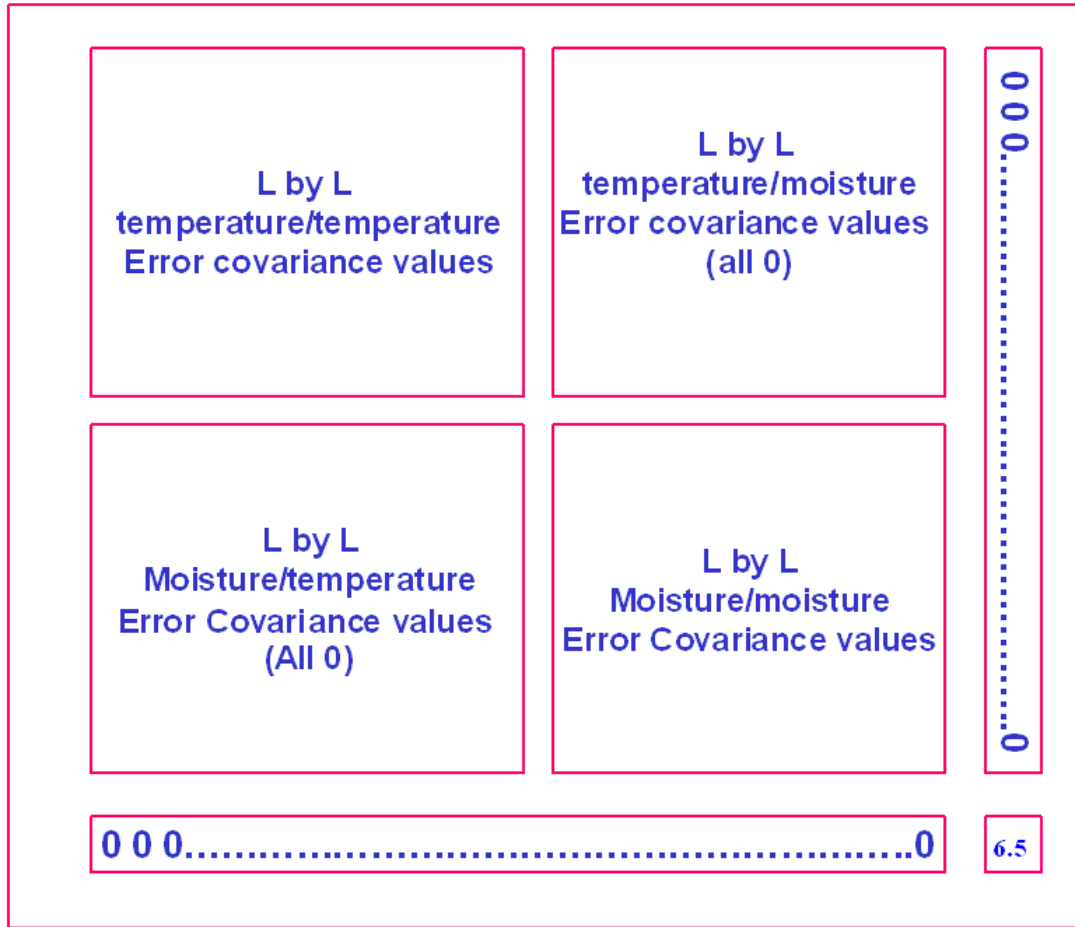 L by L
temperature/temperature
Error covariance values
L by L
temperature/moisture
Error covariance values
(all 0)
0 0 0..................................................0
L by L
Moisture/temperature
Error Covariance values
(All 0)
L by L
Moisture/moisture
Error Covariance values
0 0 0..................................................0
6.5